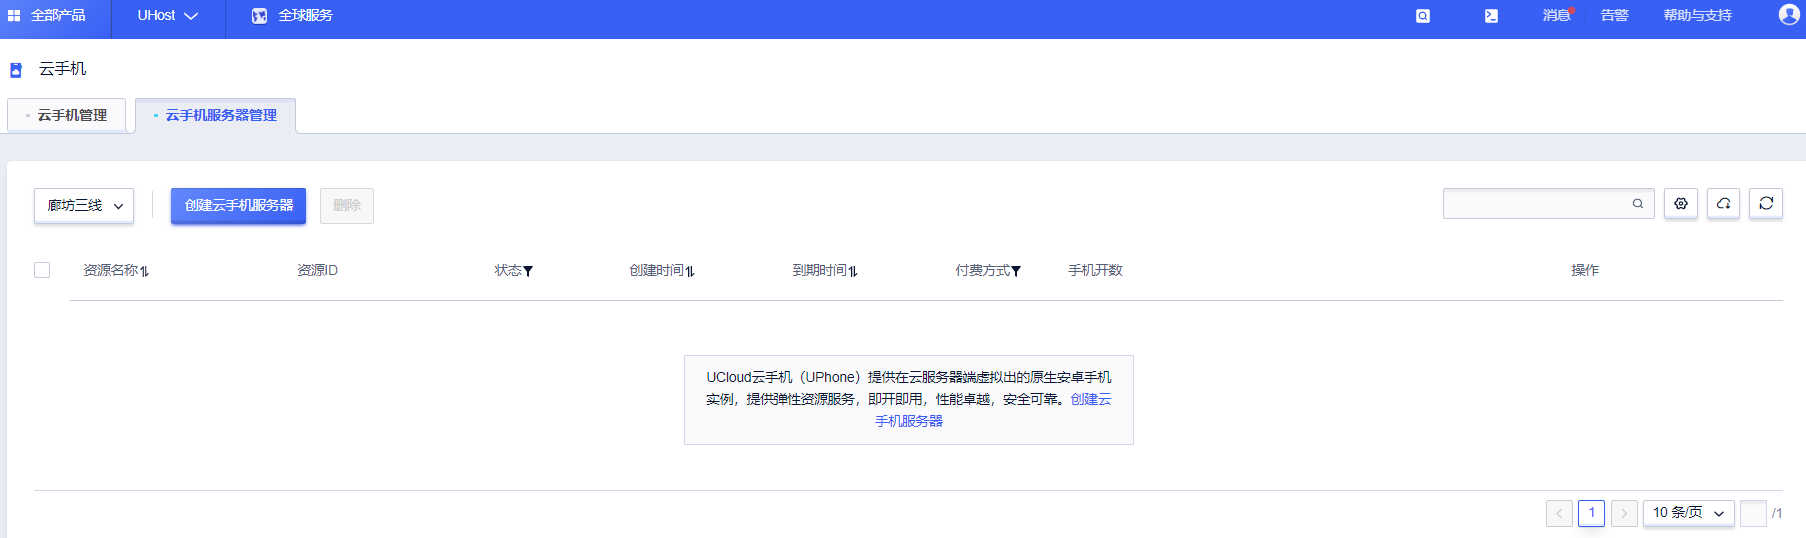 全部产品 UHost 全球服务 消息 告警 帮助与支持
云手机
云手机管理 云手机服务器管理
廊坊三线 创建云手机服务器 删除
资源名称 资源ID 状态 创建时间 到期时间 付费方式 手机开数 操作
UCloud云手机（UPhone）提供在云服务器端虚拟出的原生安卓手机
实例，提供弹性资源服务，即开即用，性能卓越，安全可靠。创建云
手机服务器
1 10 条/页 /1